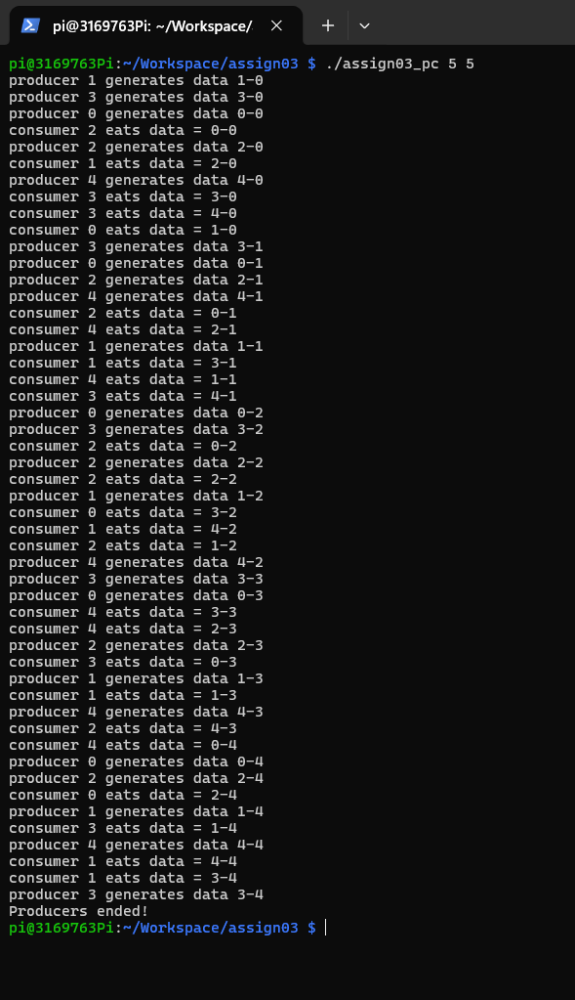 pi@3169763Pi: ~/Workspace/
pi@3169763Pi:~/Workspace/assign03 $ ./assign03_pc 5 5
producer 1 generates data 1-0
producer 3 generates data 3-0
producer 0 generates data 0-0
consumer 2 eats data = 0-0
producer 2 generates data 2-0
consumer 1 eats data = 2-0
producer 4 generates data 4-0
consumer 3 eats data = 3-0
consumer 3 eats data = 4-0
consumer 0 eats data = 1-0
producer 3 generates data 3-1
producer 0 generates data 0-1
producer 2 generates data 2-1
producer 4 generates data 4-1
consumer 2 eats data = 0-1
consumer 4 eats data = 2-1
producer 1 generates data 1-1
consumer 1 eats data = 3-1
consumer 4 eats data = 1-1
consumer 3 eats data = 4-1
producer 0 generates data 0-2
producer 3 generates data 3-2
consumer 2 eats data = 0-2
producer 2 generates data 2-2
consumer 2 eats data = 2-2
producer 1 generates data 1-2
consumer 0 eats data = 3-2
consumer 1 eats data = 4-2
consumer 2 eats data = 1-2
producer 4 generates data 4-2
producer 3 generates data 3-3
producer 0 generates data 0-3
consumer 4 eats data = 3-3
consumer 4 eats data = 2-3
producer 2 generates data 2-3
consumer 3 eats data = 0-3
producer 1 generates data 1-3
consumer 1 eats data = 1-3
producer 4 generates data 4-3
consumer 2 eats data = 4-3
consumer 4 eats data = 0-4
producer 0 generates data 0-4
producer 2 generates data 2-4
consumer 0 eats data = 2-4
producer 1 generates data 1-4
consumer 3 eats data = 1-4
producer 4 generates data 4-4
consumer 1 eats data = 4-4
consumer 1 eats data = 3-4
producer 3 generates data 3-4
Producers ended!
pi@3169763Pi:~/Workspace/assign03 $